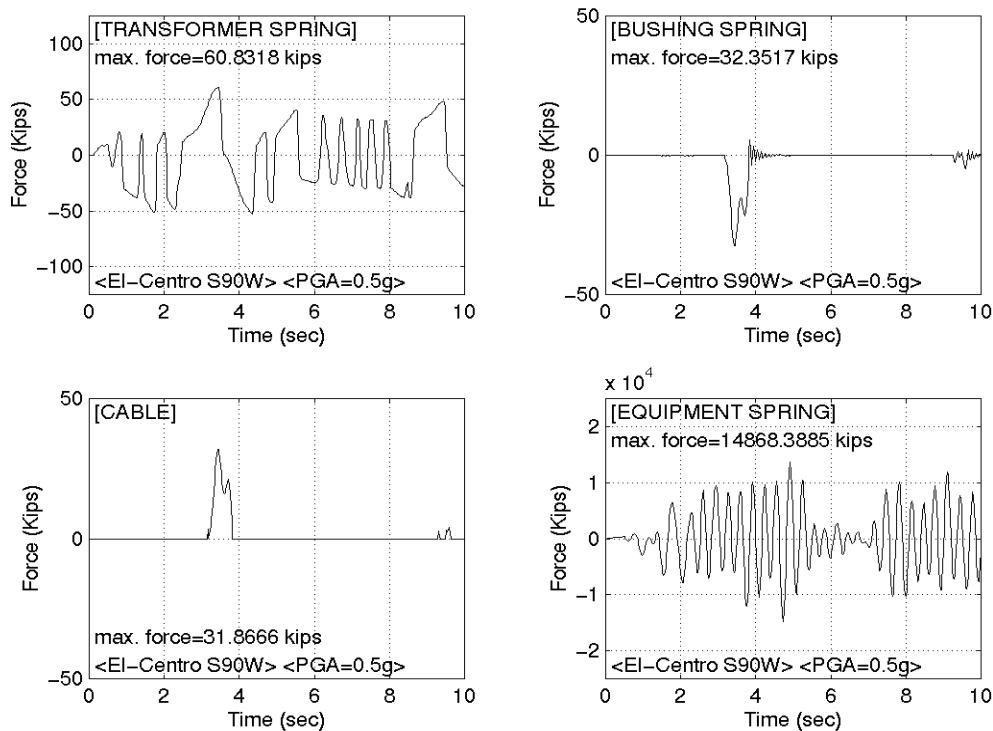 [TRANSFORMER SPRING]
max. force=60.8318 kips
100
50
0
−50
−100
Force (Kips)
<El−Centro S90W> <PGA=0.5g>
0 2 4 6 8 10
Time (sec)
[BUSHING SPRING]
max. force=32.3517 kips
50
0
−50
Force (Kips)
<El−Centro S90W> <PGA=0.5g>
0 2 4 6 8 10
Time (sec)
[CABLE]
50
0
−50
Force (Kips)
max. force=31.8666 kips
<El−Centro S90W> <PGA=0.5g>
0 2 4 6 8 10
Time (sec)
x 10^4
[EQUIPMENT SPRING]
max. force=14868.3885 kips
2
1
0
−1
−2
Force (Kips)
<El−Centro S90W> <PGA=0.5g>
0 2 4 6 8 10
Time (sec)